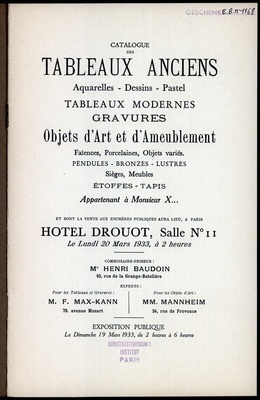 GESCHENK E.B. n° 1168.
CATALOGUE
DES
TABLEAUX ANCIENS
Aquarelles - Dessins - Pastel
TABLEAUX MODERNES
GRAVURES
Objets d'Art et d'Ameublement
Faïences, Porcelaines, Objets variés.
PENDULES - BRONZES - LUSTRES
Sièges, Meubles
ÉTOFFES - TAPIS
Appartenant à Monsieur X...
ET DONT LA VENTE AUX ENCHÈRES PUBLIQUES AURA LIEU, A PARIS
HOTEL DROUOT, Salle N° 11
Le Lundi 20 Mars 1933, à 2 heures
COMMISSAIRE-PRISEUR :
Me HENRI BAUDOIN
10, rue de la Grange-Batelière
EXPERTS :
Pour les Tableaux et Gravures :
M. F. MAX-KANN
78, avenue Mozart
Pour les Objets d'Art :
MM. MANNHEIM
34, rue de Provence
EXPOSITION PUBLIQUE
Le Dimanche 19 Mars 1933, de 2 heures à 6 heures
KUNSTHISTORISCHES
INSTITUT
PARIS